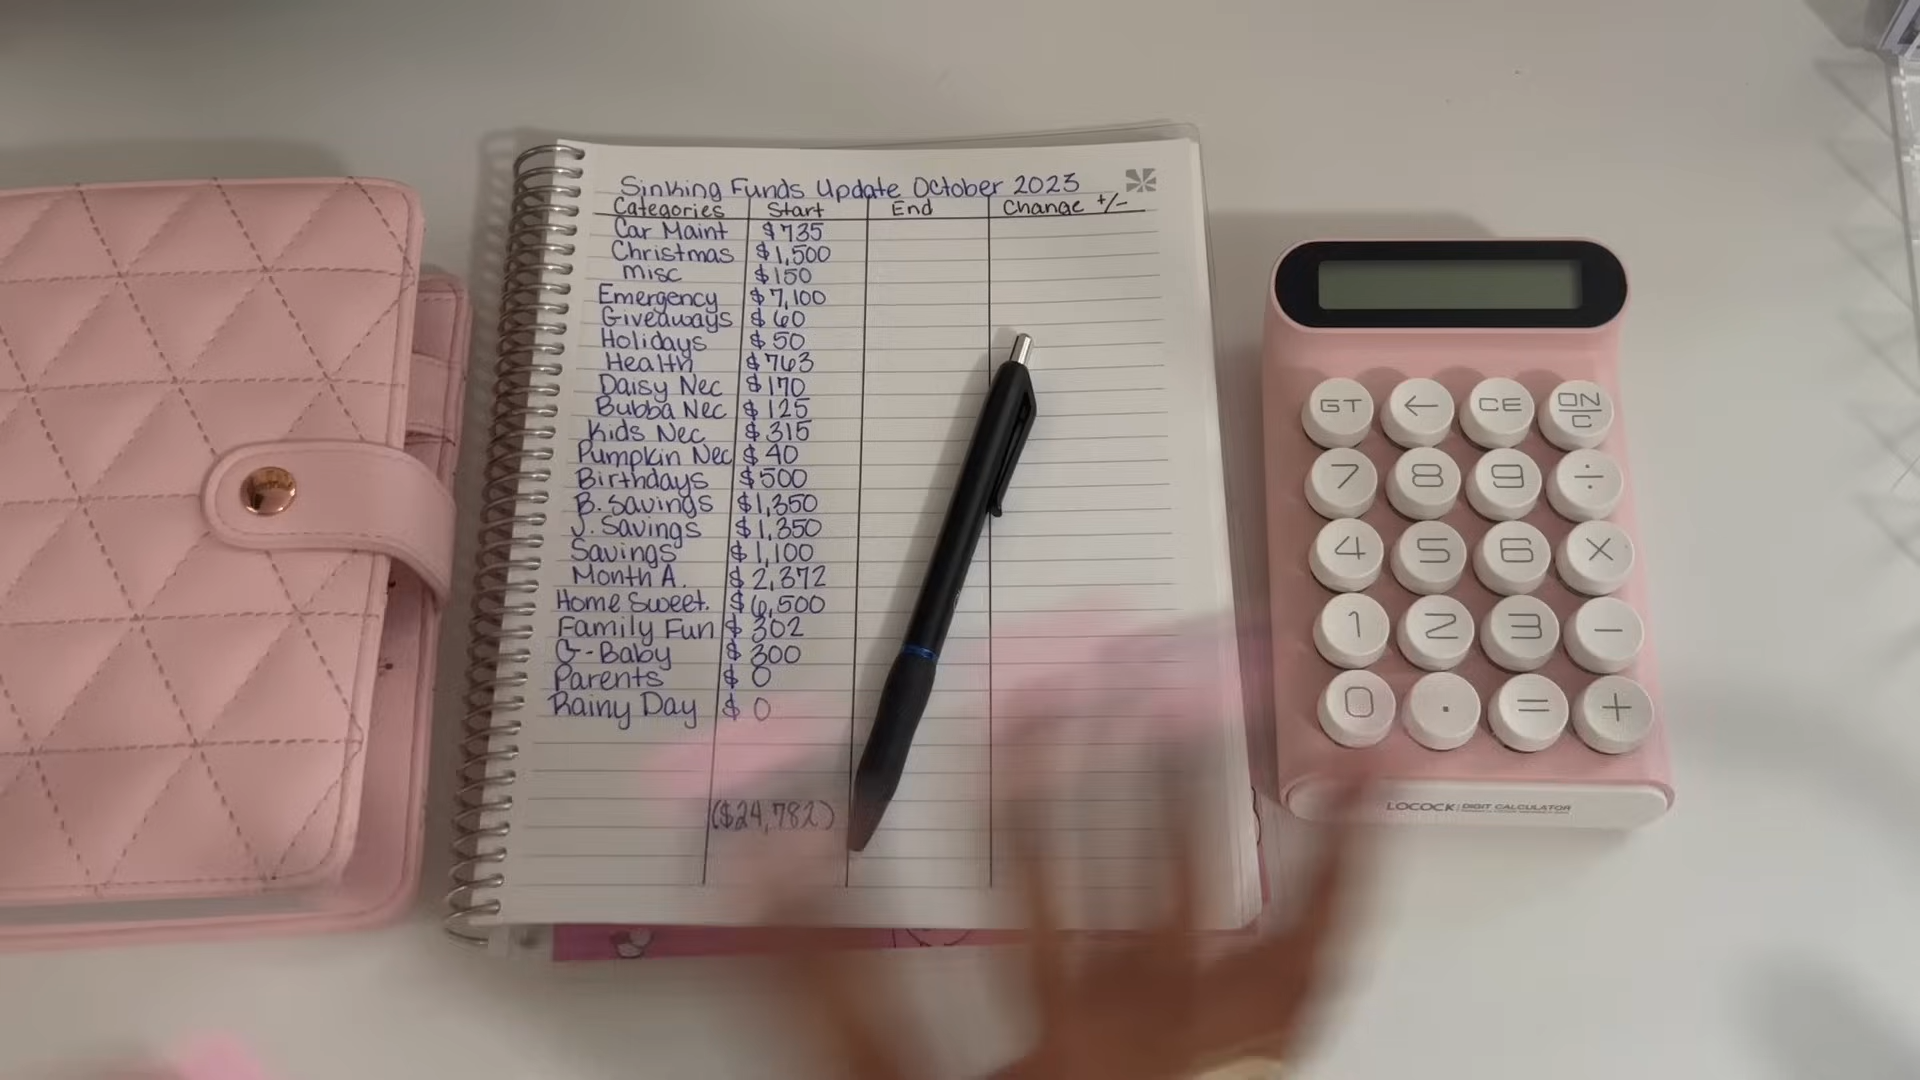 Sinking Funds Update October 2023
Categories Start End Change +/-
Car Maint $735
Christmas $1,500
Misc $150
Emergency $7,100
Giveaways $60
Holidays $50
Health $763
Daisy Nec $170
Bubba Nec $125
Kids Nec $315
Pumpkin Nec $40
Birthdays $500
B. Savings $1,350
J. Savings $1,350
Savings $1,100
Month A. $2,372
Home Sweet. $6,500
Family Fun $302
G-Baby $300
Parents $0
Rainy Day $0
($24,782)
GT ← CE ON/C
7 8 9 ÷
4 5 6 ×
1 2 3 −
0 . = +
LOCOCK DIGIT CALCULATOR